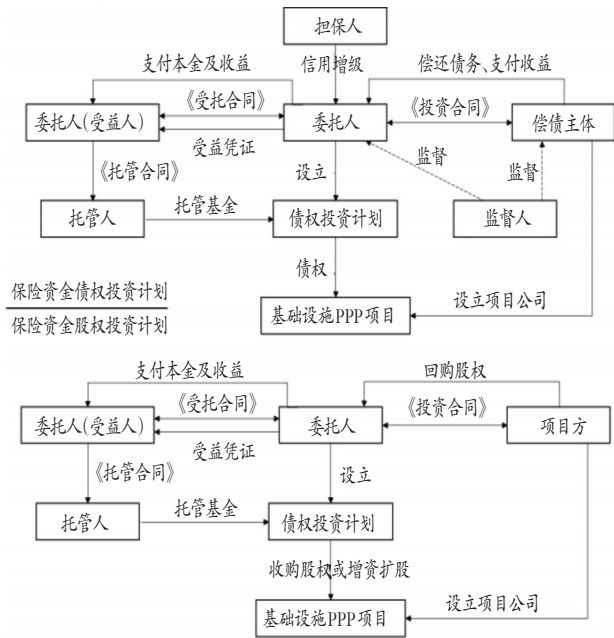 担保人
支付本金及收益
信用增级
偿还债务、支付收益
《受托合同》
《投资合同》
委托人(受益人)
委托人
偿债主体
受益凭证
监督
监督
《托管合同》
设立
托管人
托管基金
债权投资计划
监督人
债权
保险资金债权投资计划
保险资金股权投资计划
设立项目公司
基础设施PPP项目
支付本金及收益
回购股权
《受托合同》
《投资合同》
委托人(受益人)
委托人
项目方
受益凭证
《托管合同》
设立
托管人
托管基金
债权投资计划
收购股权或增资扩股
设立项目公司
基础设施PPP项目